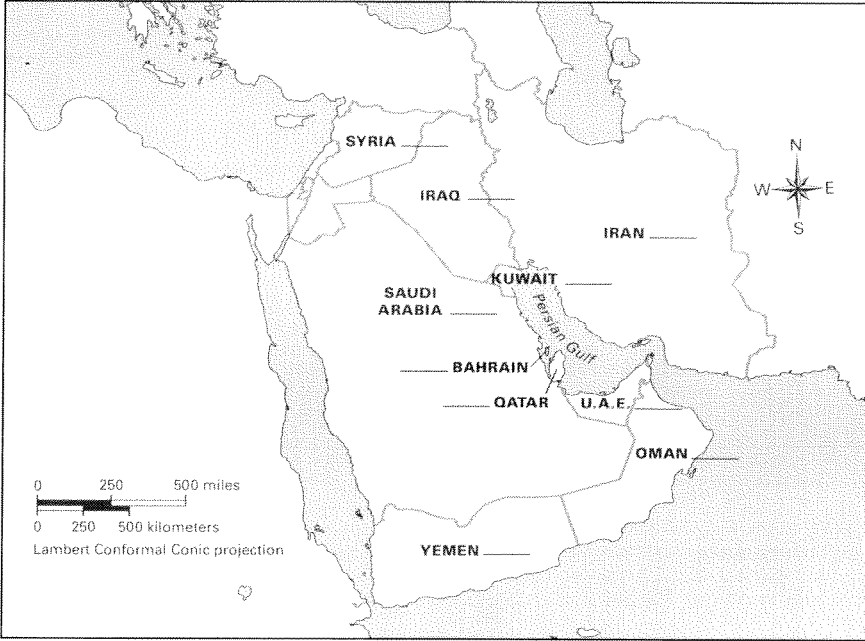 N
W E
S
SYRIA
IRAQ
IRAN
KUWAIT
SAUDI
ARABIA
Persian Gulf
BAHRAIN
QATAR
U.A.E.
OMAN
YEMEN
0 250 500 miles
0 250 500 kilometers
Lambert Conformal Conic projection